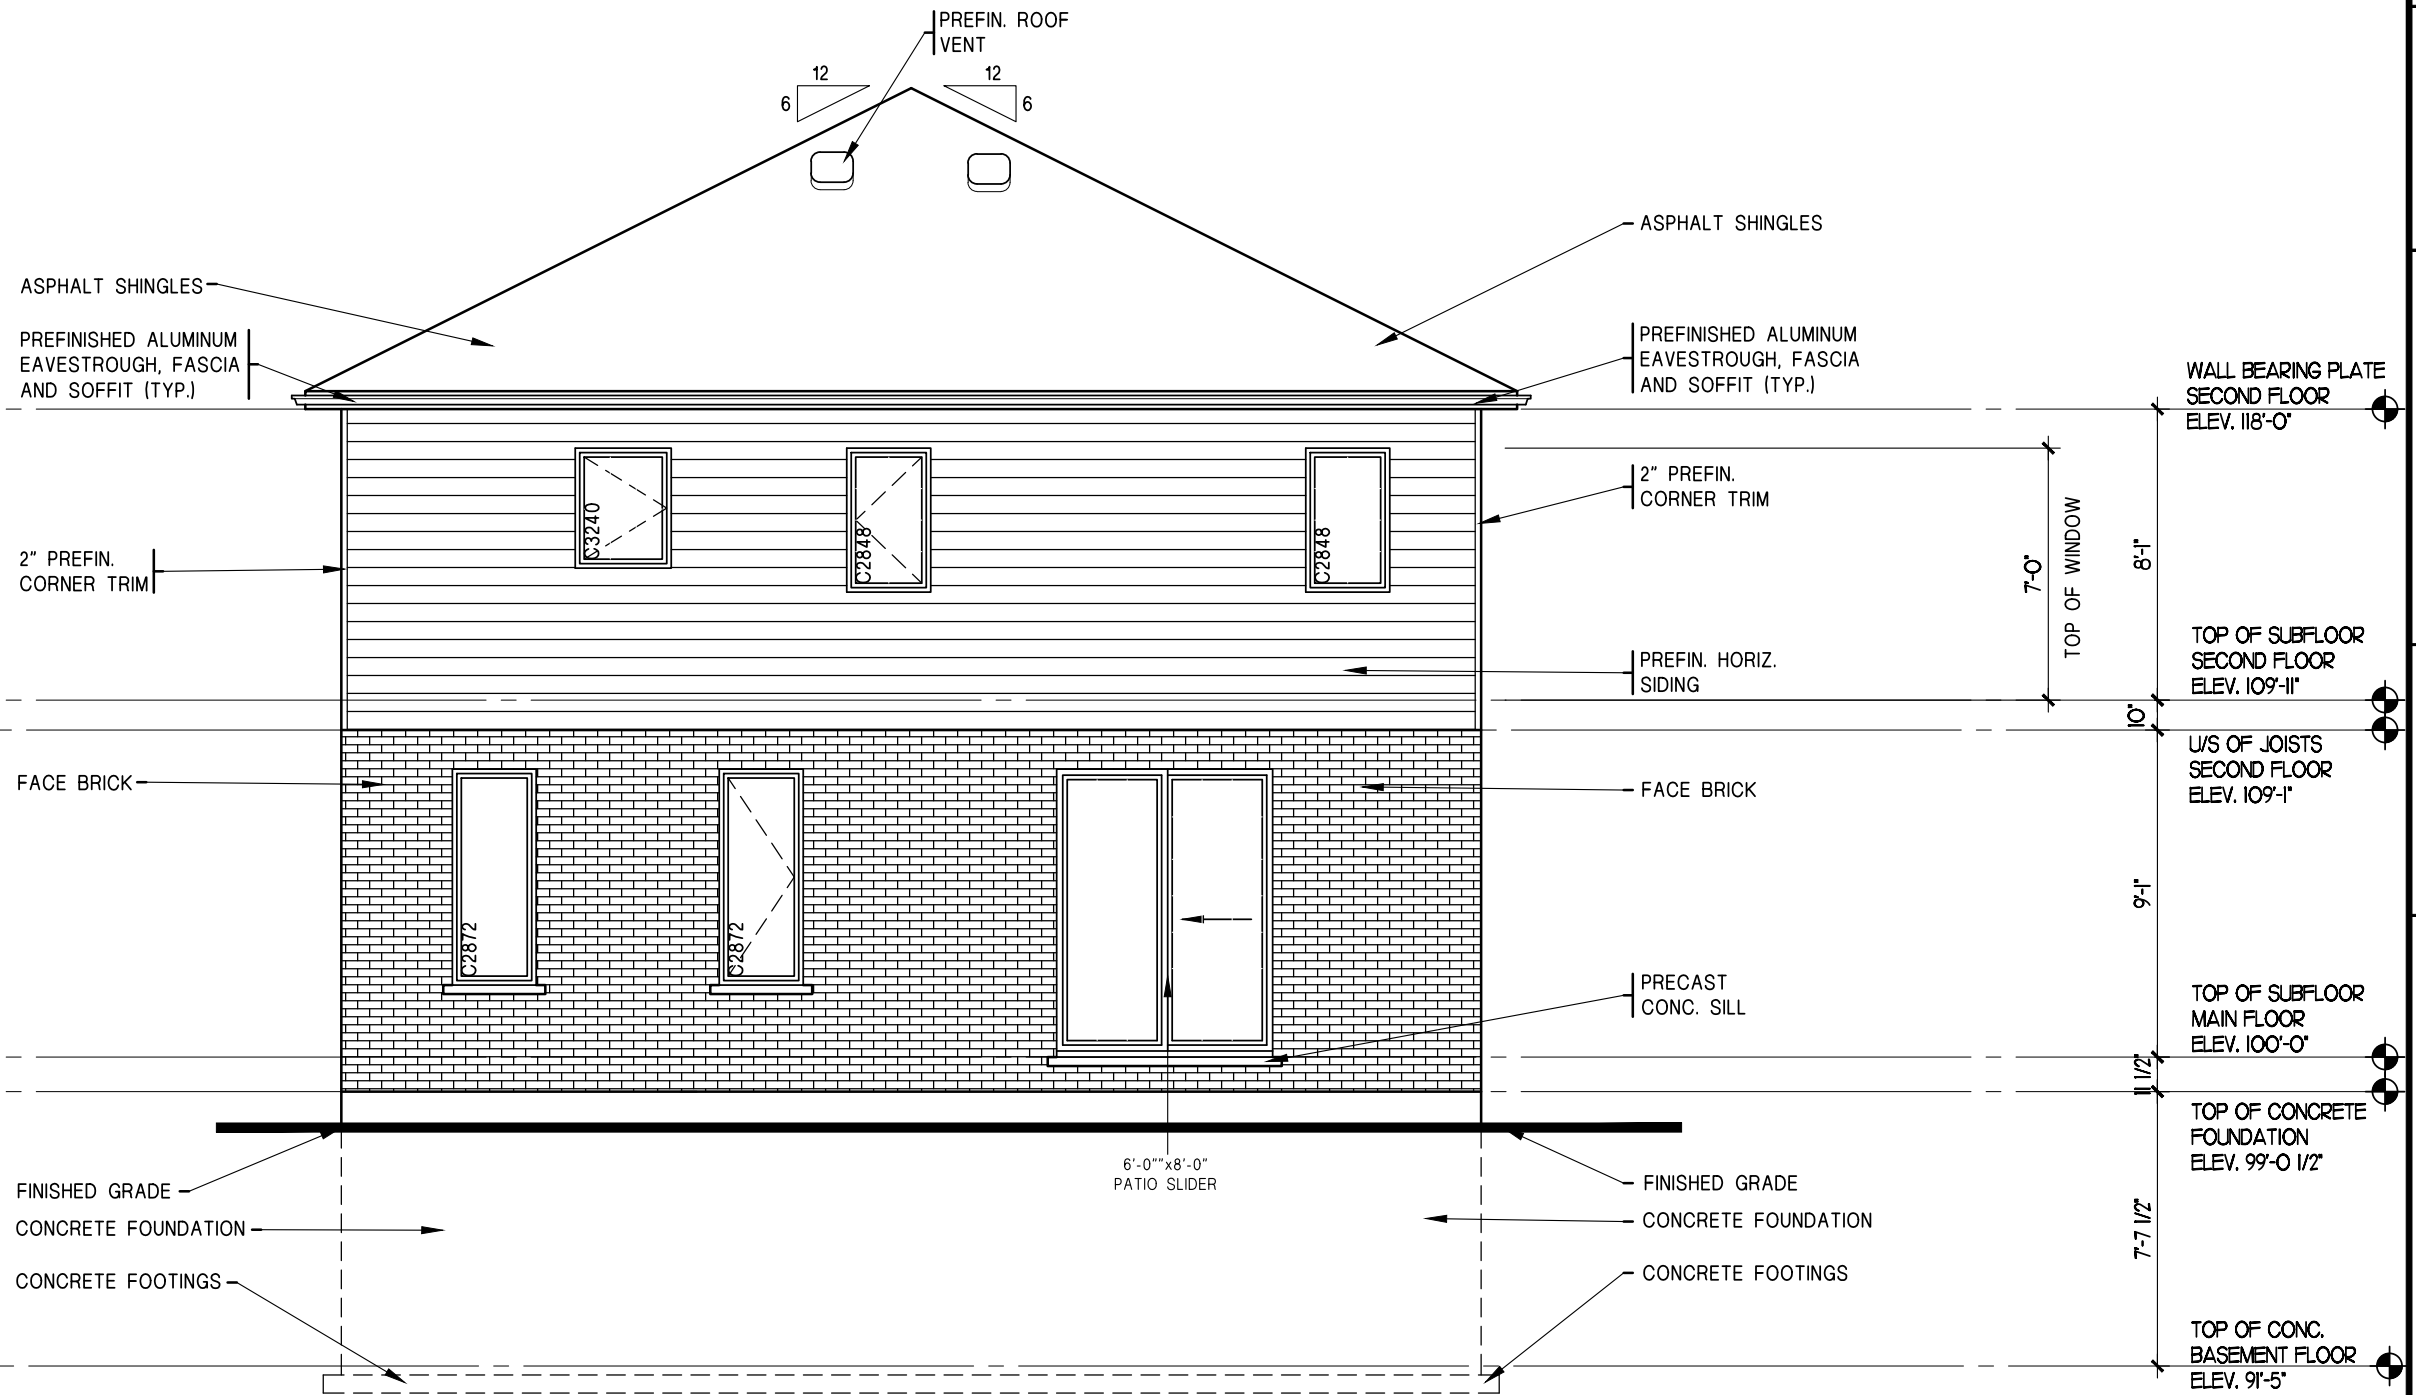 PREFIN. ROOF
VENT
12
6
12
6
ASPHALT SHINGLES
PREFINISHED ALUMINUM
EAVESTROUGH, FASCIA
AND SOFFIT (TYP.)
2" PREFIN.
CORNER TRIM
FACE BRICK
FINISHED GRADE
CONCRETE FOUNDATION
CONCRETE FOOTINGS
C3240
C2848
C2848
C2872
C2872
6'-0""x8'-0"
PATIO SLIDER
ASPHALT SHINGLES
PREFINISHED ALUMINUM
EAVESTROUGH, FASCIA
AND SOFFIT (TYP.)
2" PREFIN.
CORNER TRIM
PREFIN. HORIZ.
SIDING
FACE BRICK
PRECAST
CONC. SILL
FINISHED GRADE
CONCRETE FOUNDATION
CONCRETE FOOTINGS
7'-0"
TOP OF WINDOW
8'-1"
10"
9'-1"
11 1/2"
7'-7 1/2"
WALL BEARING PLATE
SECOND FLOOR
ELEV. 118'-0"
TOP OF SUBFLOOR
SECOND FLOOR
ELEV. 109'-11"
U/S OF JOISTS
SECOND FLOOR
ELEV. 109'-1"
TOP OF SUBFLOOR
MAIN FLOOR
ELEV. 100'-0"
TOP OF CONCRETE
FOUNDATION
ELEV. 99'-0 1/2"
TOP OF CONC.
BASEMENT FLOOR
ELEV. 91'-5"